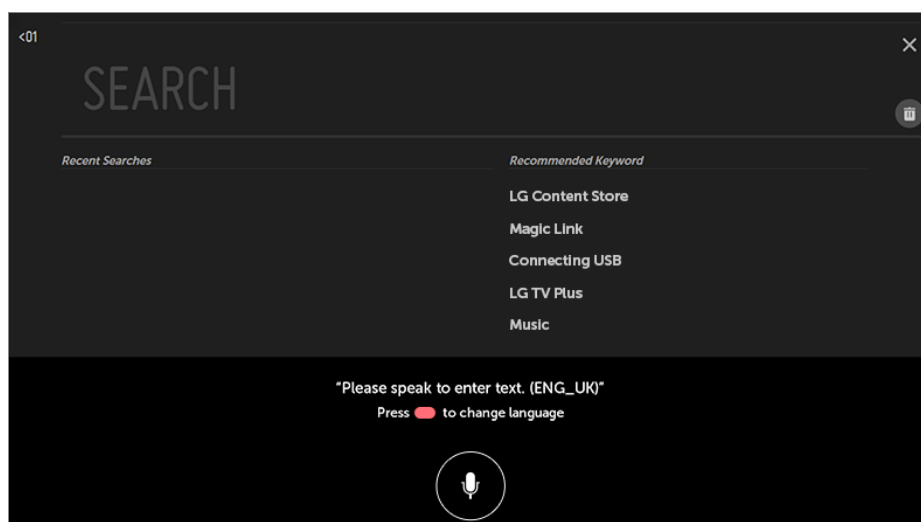 <01
SEARCH
Recent Searches
Recommended Keyword
LG Content Store
Magic Link
Connecting USB
LG TV Plus
Music
“Please speak to enter text. (ENG_UK)”
Press to change language